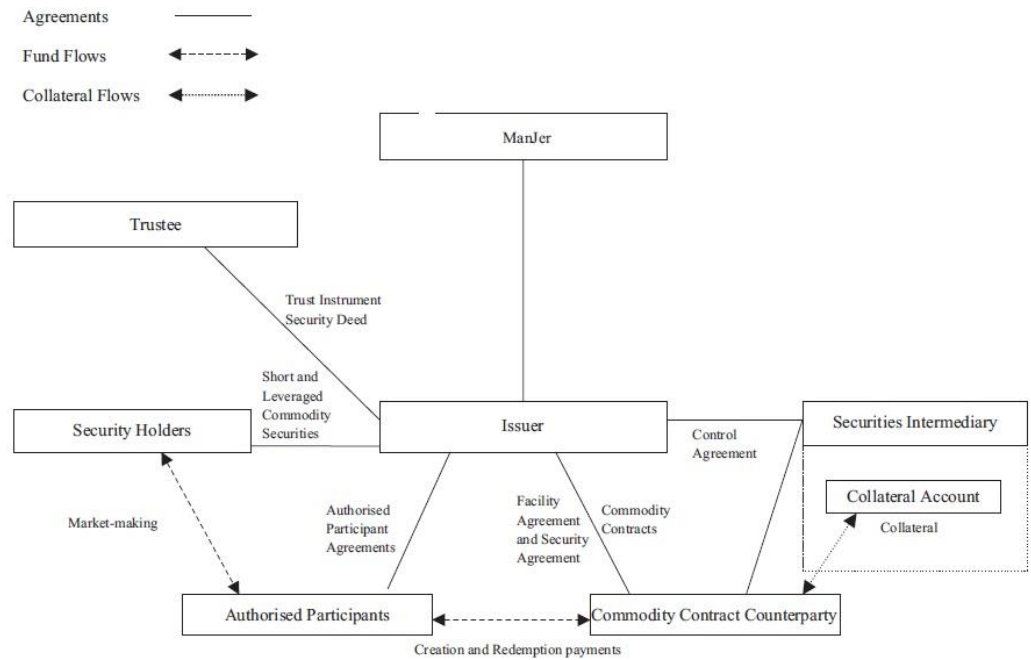 Agreements
Fund Flows
Collateral Flows
ManJer
Trustee
Trust Instrument
Security Deed
Short and
Leveraged
Commodity
Securities
Security Holders
Issuer
Control
Agreement
Securities Intermediary
Collateral Account
Collateral
Market-making
Authorised
Participant
Agreements
Facility
Agreement
and Security
Agreement
Commodity
Contracts
Authorised Participants
Commodity Contract Counterparty
Creation and Redemption payments